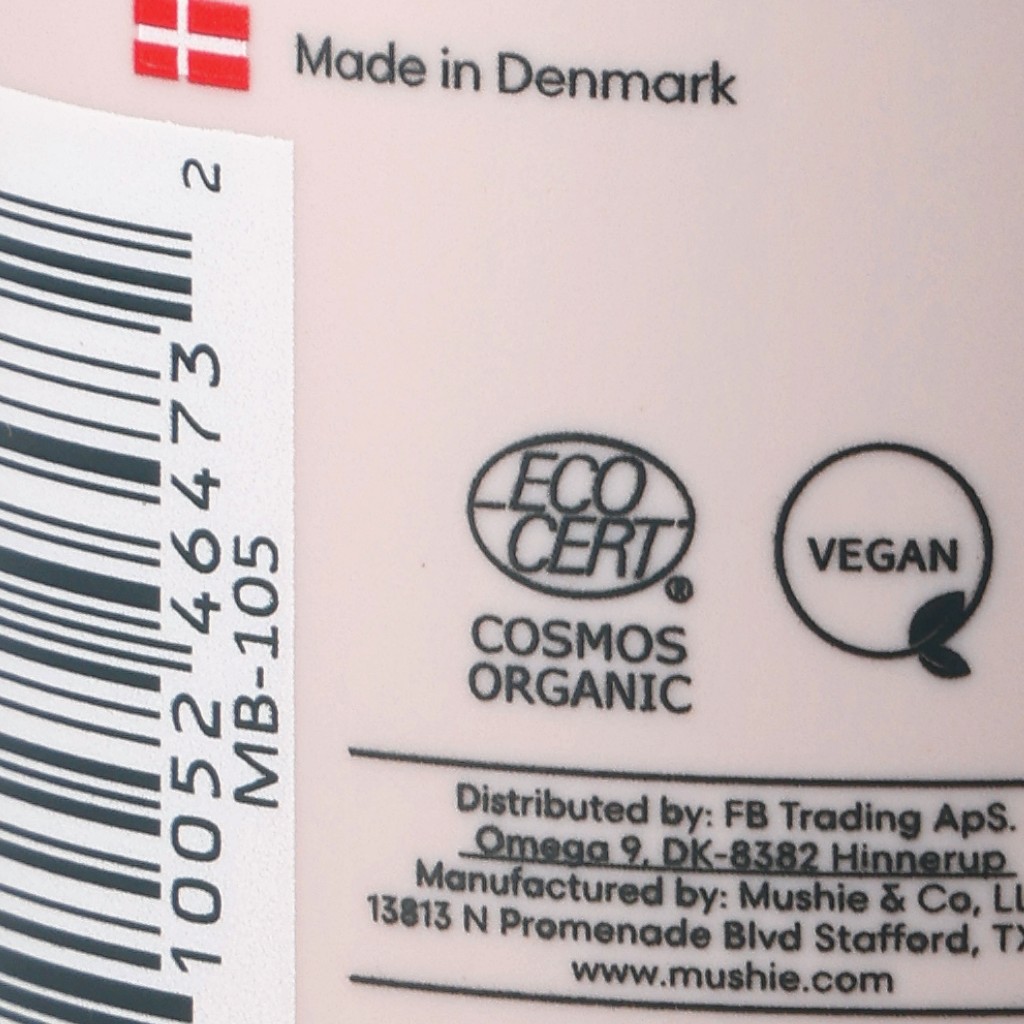 Made in Denmark
2
10052 46473
MB-105
ECO
CERT
®
COSMOS
ORGANIC
VEGAN
Distributed by: FB Trading ApS.
Omega 9, DK-8382 Hinnerup
Manufactured by: Mushie & Co,
13813 N Promenade Blvd Stafford,
www.mushie.com